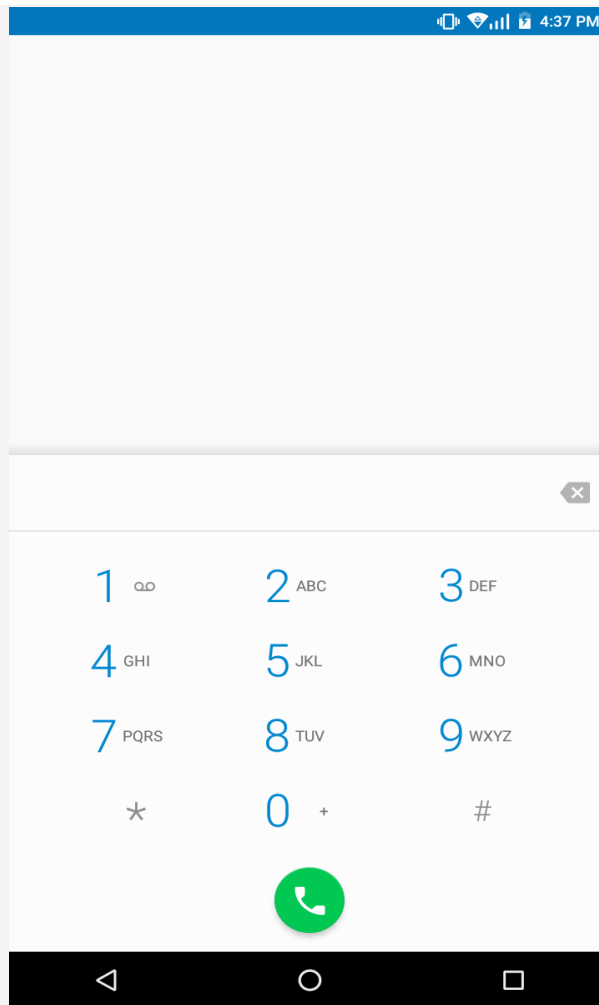 4:37 PM
1 2 ABC 3 DEF
4 GHI 5 JKL 6 MNO
7 PQRS 8 TUV 9 WXYZ
* 0 + #